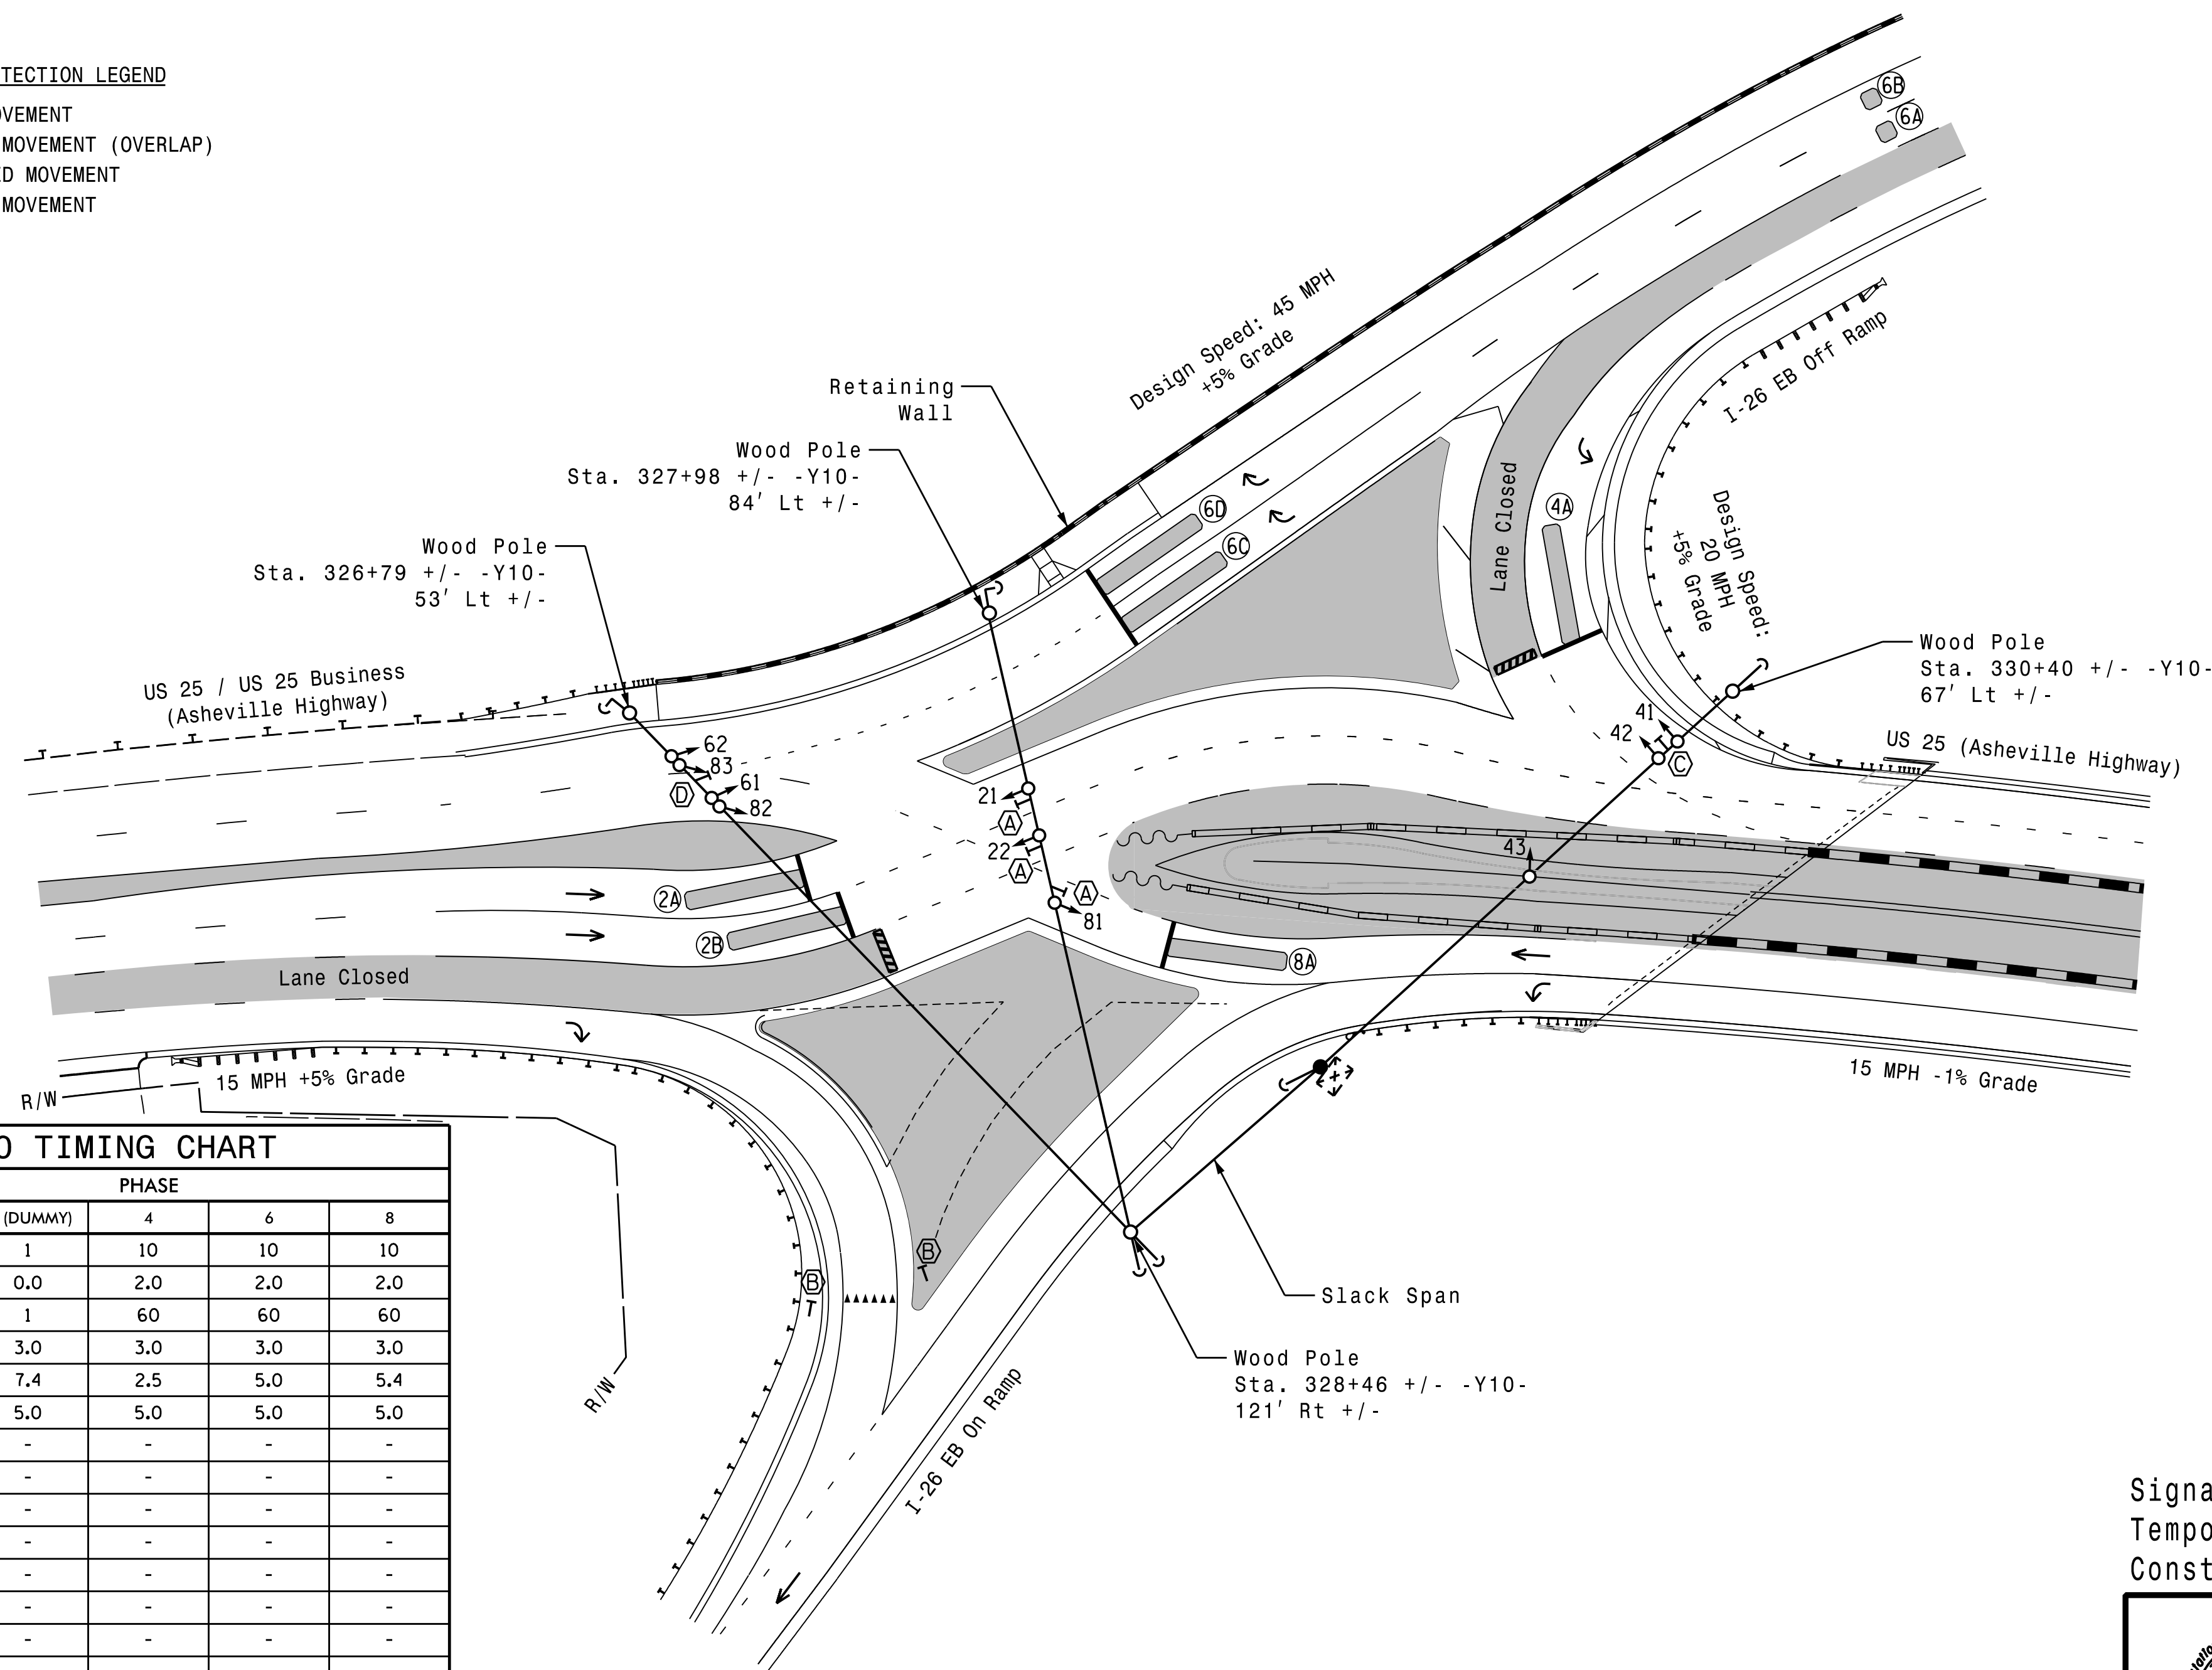 TECTION LEGEND
OVEMENT
MOVEMENT (OVERLAP)
ED MOVEMENT
MOVEMENT
6B
6A
Design Speed: 45 MPH
+5% Grade
I-26 EB Off Ramp
Retaining
Wall
Wood Pole
Sta. 327+98 +/- -Y10-
84' Lt +/-
Lane Closed
4A
6D
6C
Design Speed:
20 MPH
+5% Grade
Wood Pole
Sta. 326+79 +/- -Y10-
53' Lt +/-
Wood Pole
Sta. 330+40 +/- -Y10-
67' Lt +/-
US 25 / US 25 Business
(Asheville Highway)
US 25 (Asheville Highway)
41
42
C
62
83
61
82
D
21
A
22
A
A
81
43
2A
2B
8A
Lane Closed
15 MPH +5% Grade
15 MPH -1% Grade
R/W
R/W
B
B
Slack Span
Wood Pole
Sta. 328+46 +/- -Y10-
121' Rt +/-
I-26 EB On Ramp
O TIMING CHART
PHASE
(DUMMY) 4 6 8
1 10 10 10
0.0 2.0 2.0 2.0
1 60 60 60
3.0 3.0 3.0 3.0
7.4 2.5 5.0 5.4
5.0 5.0 5.0 5.0
- - - -
- - - -
- - - -
- - - -
- - - -
- - - -
- - - -
Signa
Tempo
Const